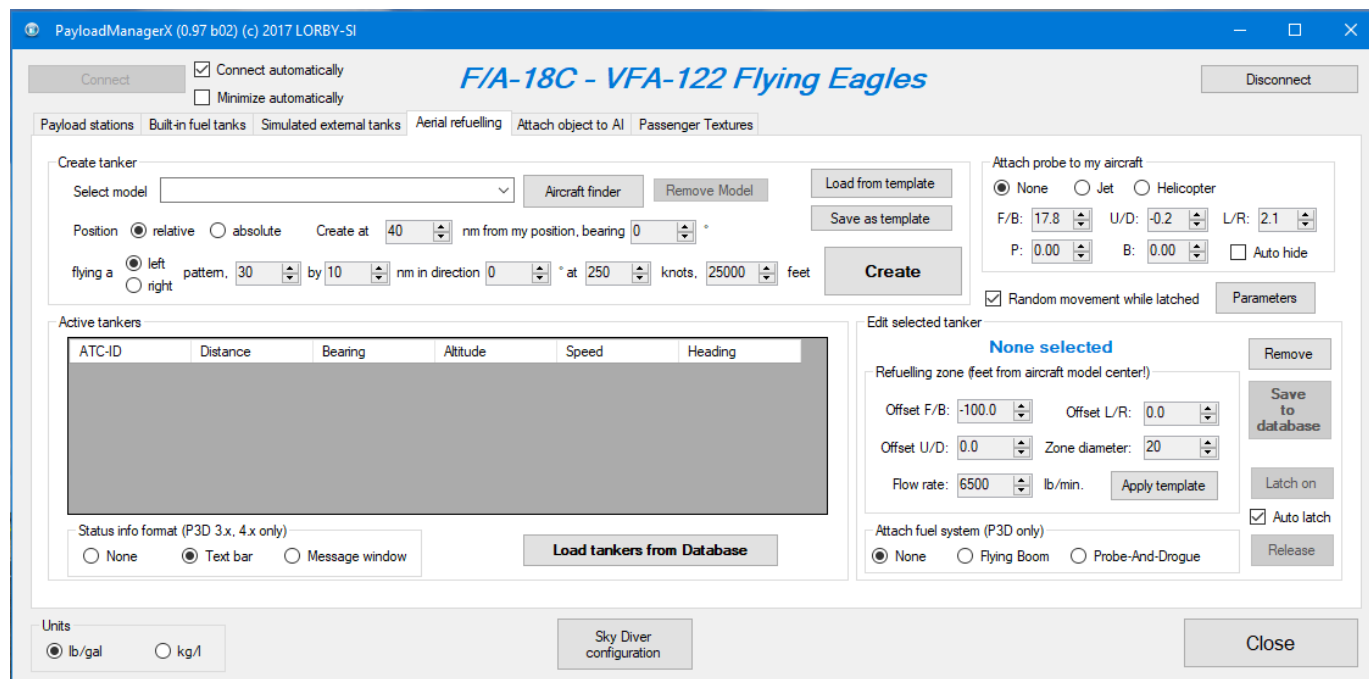 PayloadManagerX (0.97 b02) (c) 2017 LORBY-SI
Connect
Connect automatically
Minimize automatically
F/A-18C - VFA-122 Flying Eagles
Disconnect
Payload stations Built-in fuel tanks Simulated external tanks Aerial refuelling Attach object to AI Passenger Textures
Create tanker
Select model Aircraft finder Remove Model Load from template
Save as template
Position relative absolute Create at 40 nm from my position, bearing 0 °
flying a left right pattern, 30 by 10 nm in direction 0 ° at 250 knots, 25000 feet
Create
Attach probe to my aircraft
None Jet Helicopter
F/B: 17.8 U/D: -0.2 L/R: 2.1
P: 0.00 B: 0.00 Auto hide
Random movement while latched Parameters
Active tankers
ATC-ID Distance Bearing Altitude Speed Heading
Status info format (P3D 3.x, 4.x only)
None Text bar Message window
Load tankers from Database
Edit selected tanker
None selected
Remove
Refuelling zone (feet from aircraft model center!)
Offset F/B: -100.0 Offset L/R: 0.0
Offset U/D: 0.0 Zone diameter: 20
Flow rate: 6500 lb/min. Apply template
Save
to
database
Latch on
Auto latch
Release
Attach fuel system (P3D only)
None Flying Boom Probe-And-Drogue
Units
lb/gal kg/l
Sky Diver
configuration
Close